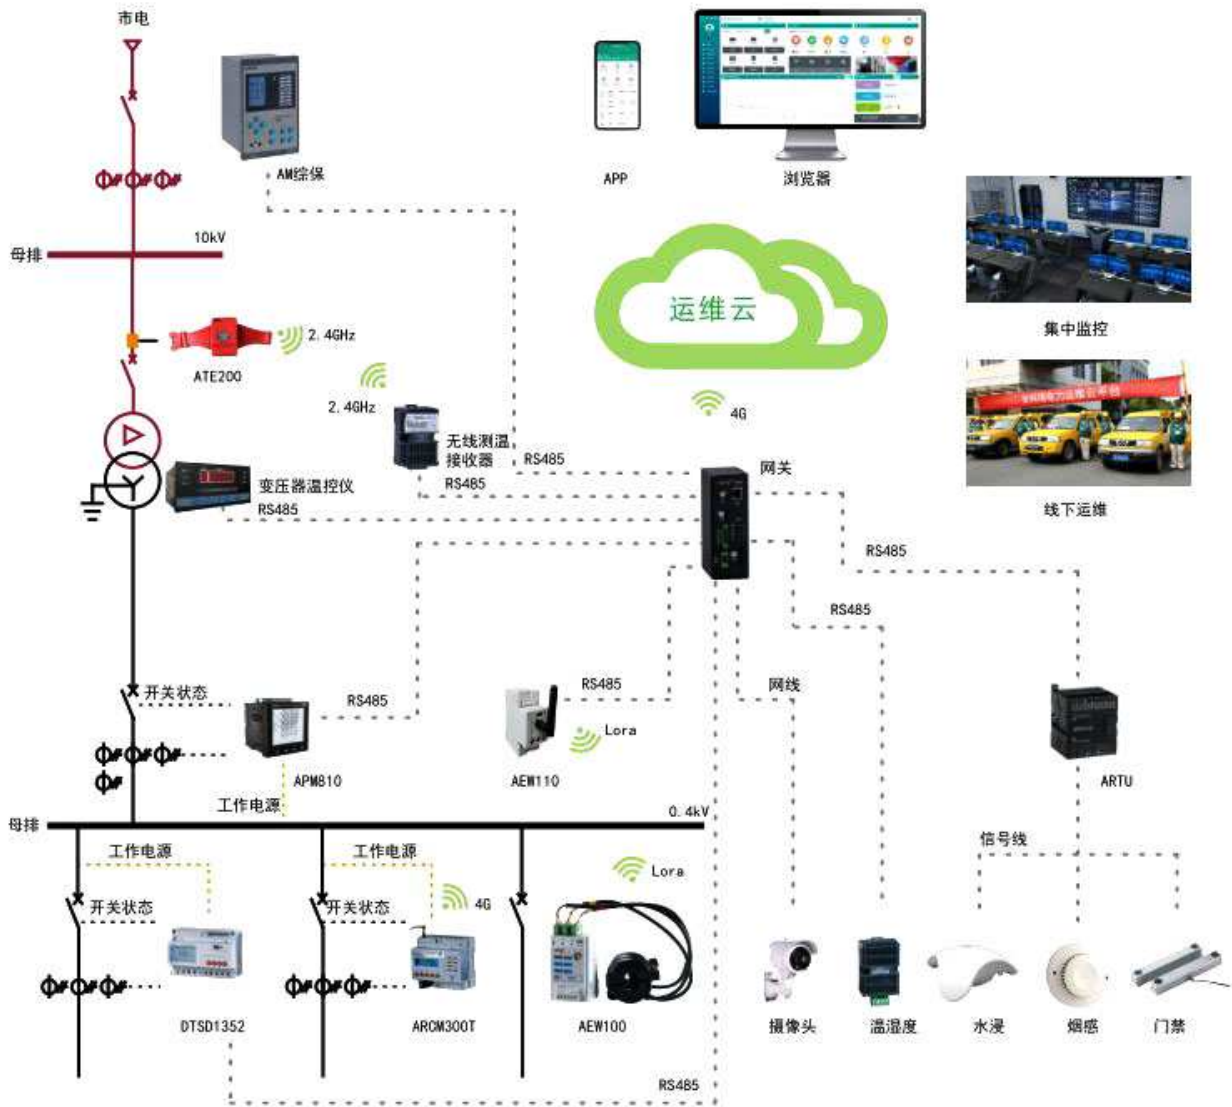 市电
AM综保
APP
浏览器
10kV
母排
2.4GHz
ATE200
运维云
集中监控
2.4GHz
无线测温
接收器
4G
RS485
网关
变压器温控仪
RS485
RS485
线下运维
RS485
RS485
开关状态
RS485
RS485
网线
Lora
APM810
AEW110
ARTU
工作电源
0.4kV
母排
信号线
工作电源
工作电源
Lora
开关状态
开关状态
4G
DTSD1352
ARCM300T
AEW100
摄像头
温湿度
水浸
烟感
门禁
RS485